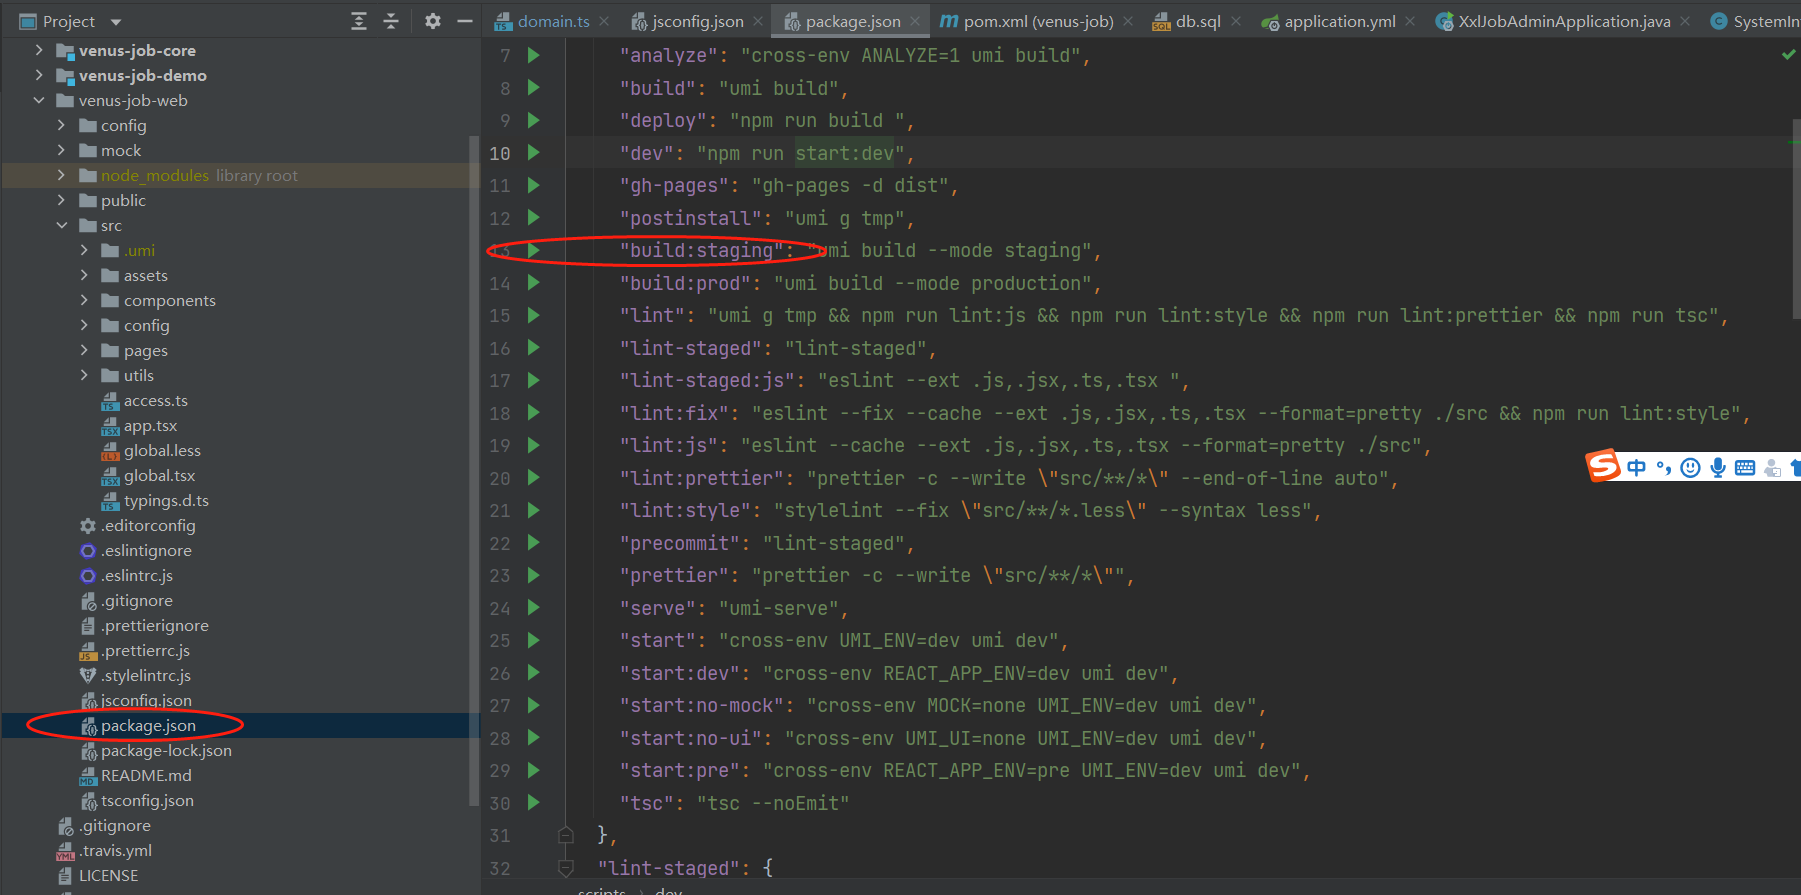 Project
domain.ts
jsconfig.json
package.json
pom.xml (venus-job)
db.sql
application.yml
XxlJobAdminApplication.java
SystemIn
venus-job-core
venus-job-demo
venus-job-web
config
mock
node_modules library root
public
src
.umi
assets
components
config
pages
utils
access.ts
app.tsx
global.less
global.tsx
typings.d.ts
.editorconfig
.eslintignore
.eslintrc.js
.gitignore
.prettierignore
.prettierrc.js
.stylelintrc.js
jsconfig.json
package.json
package-lock.json
README.md
tsconfig.json
.gitignore
.travis.yml
LICENSE
7 "analyze": "cross-env ANALYZE=1 umi build",
8 "build": "umi build",
9 "deploy": "npm run build ",
10 "dev": "npm run start:dev",
11 "gh-pages": "gh-pages -d dist",
12 "postinstall": "umi g tmp",
13 "build:staging": "umi build --mode staging",
14 "build:prod": "umi build --mode production",
15 "lint": "umi g tmp && npm run lint:js && npm run lint:style && npm run lint:prettier && npm run tsc",
16 "lint-staged": "lint-staged",
17 "lint-staged:js": "eslint --ext .js,.jsx,.ts,.tsx ",
18 "lint:fix": "eslint --fix --cache --ext .js,.jsx,.ts,.tsx --format=pretty ./src && npm run lint:style",
19 "lint:js": "eslint --cache --ext .js,.jsx,.ts,.tsx --format=pretty ./src",
20 "lint:prettier": "prettier -c --write \"src/**/*\" --end-of-line auto",
21 "lint:style": "stylelint --fix \"src/**/*.less\" --syntax less",
22 "precommit": "lint-staged",
23 "prettier": "prettier -c --write \"src/**/*\"",
24 "serve": "umi-serve",
25 "start": "cross-env UMI_ENV=dev umi dev",
26 "start:dev": "cross-env REACT_APP_ENV=dev umi dev",
27 "start:no-mock": "cross-env MOCK=none UMI_ENV=dev umi dev",
28 "start:no-ui": "cross-env UMI_UI=none UMI_ENV=dev umi dev",
29 "start:pre": "cross-env REACT_APP_ENV=pre UMI_ENV=dev umi dev",
30 "tsc": "tsc --noEmit"
31 },
32 "lint-staged": {
scripts › dev
中